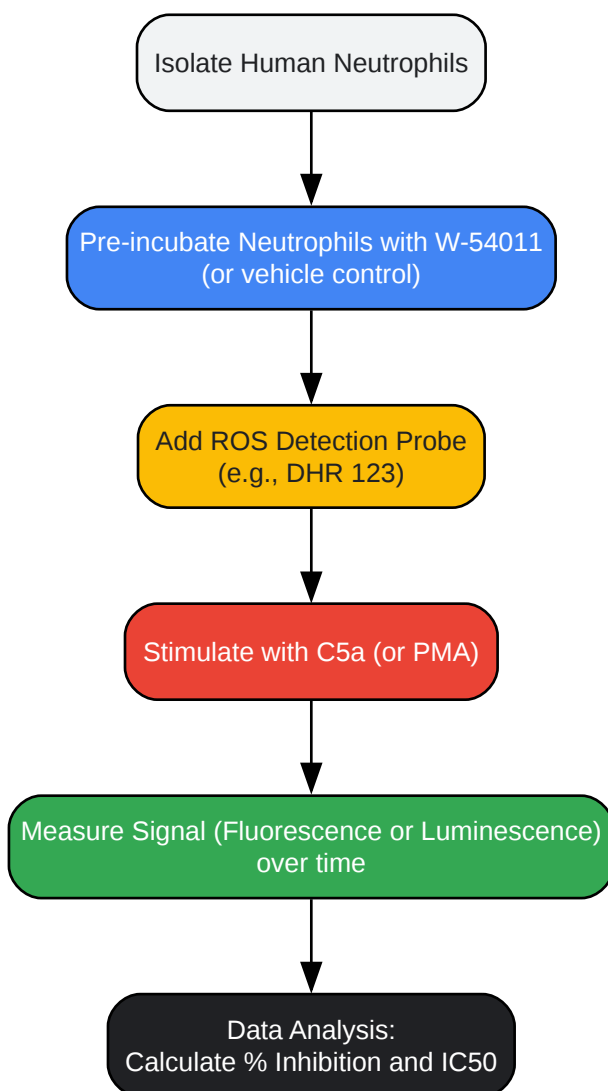 Isolate Human Neutrophils
Pre-incubate Neutrophils with W-54011
(or vehicle control)
Add ROS Detection Probe
(e.g., DHR 123)
Stimulate with C5a (or PMA)
Measure Signal (Fluorescence or Luminescence)
over time
Data Analysis:
Calculate % Inhibition and IC50